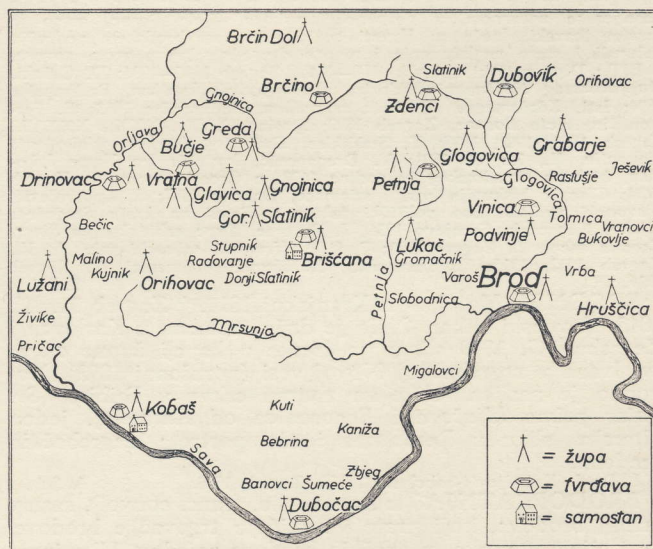 Brčin Dol
Brčino
Slatinik
Dubovik
Orihovac
Gnojnica
Zdenci
Orljava
Greda
Bučje
Glogovica
Grabarje
Drinovac
Vratna
Glavica
Gnojnica
Petnja
Glogovica
Raslušje
Ješevik
Gor. Slatinik
Vinica
Tomica
Bečic
Lukač
Podvinje
Vranovci
Bukovlje
Stupnik
Radovanje
Brišćana
Gromačnik
Malino
Kujnik
Orihovac
Donji Slatinik
Varoš
Brod
Vrba
Lužani
Petnja
Slobodnica
Hruščica
Živike
Mrsunja
Pričac
Migalovci
Kobaš
Kuti
Kaniža
Bebrina
Sava
Zbjeg
Banovci
Šumeće
Dubočac
= župa
= tvrđava
= samostan